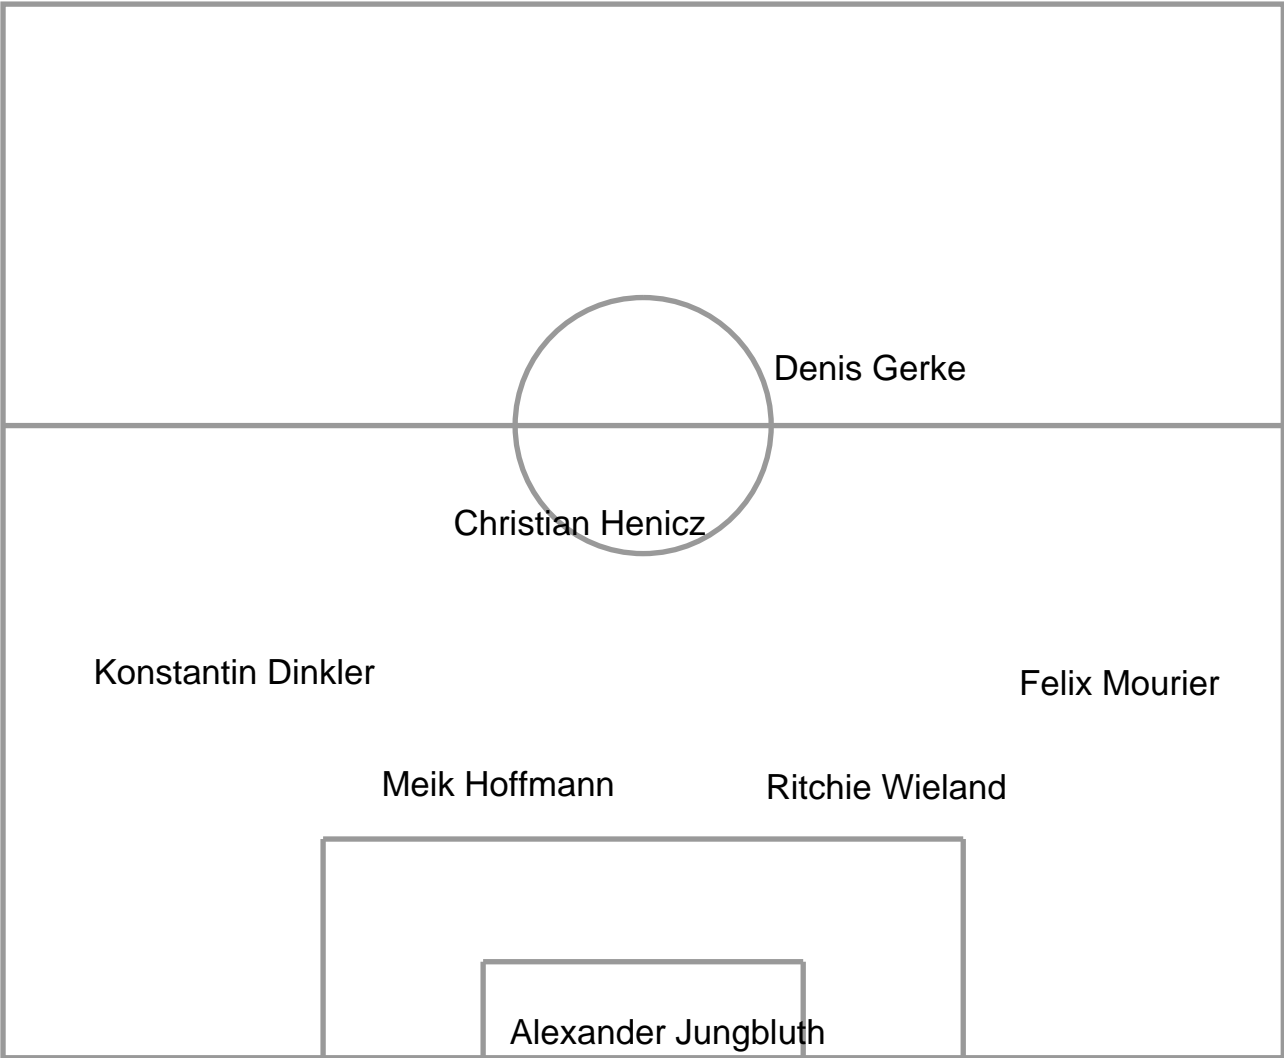 Denis Gerke
Christian Henicz
Konstantin Dinkler
Felix Mourier
Meik Hoffmann
Ritchie Wieland
Alexander Jungbluth